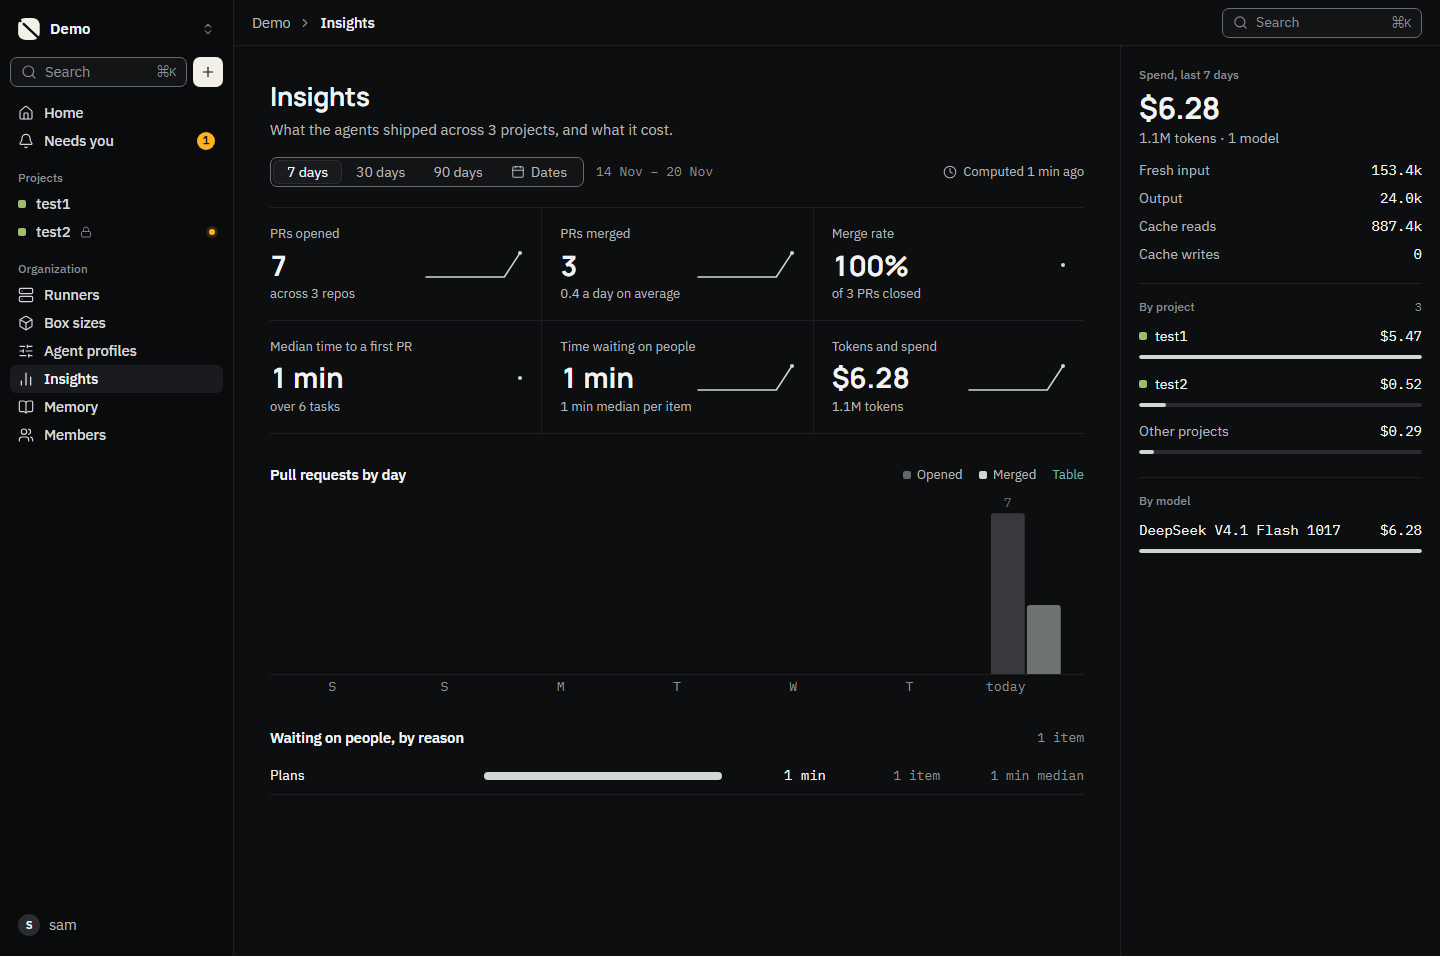 Demo
Search ⌘K +
Home
Needs you 1
Projects
test1
test2
Organization
Runners
Box sizes
Agent profiles
Insights
Memory
Members
S sam
Demo > Insights
Search ⌘K
Insights
What the agents shipped across 3 projects, and what it cost.
7 days 30 days 90 days Dates 14 Nov – 20 Nov Computed 1 min ago
PRs opened
7
across 3 repos
PRs merged
3
0.4 a day on average
Merge rate
100%
of 3 PRs closed
Median time to a first PR
1 min
over 6 tasks
Time waiting on people
1 min
1 min median per item
Tokens and spend
$6.28
1.1M tokens
Pull requests by day Opened Merged Table
7
S S M T W T today
Waiting on people, by reason 1 item
Plans 1 min 1 item 1 min median
Spend, last 7 days
$6.28
1.1M tokens · 1 model
Fresh input 153.4k
Output 24.0k
Cache reads 887.4k
Cache writes 0
By project 3
test1 $5.47
test2 $0.52
Other projects $0.29
By model
DeepSeek V4.1 Flash 1017 $6.28